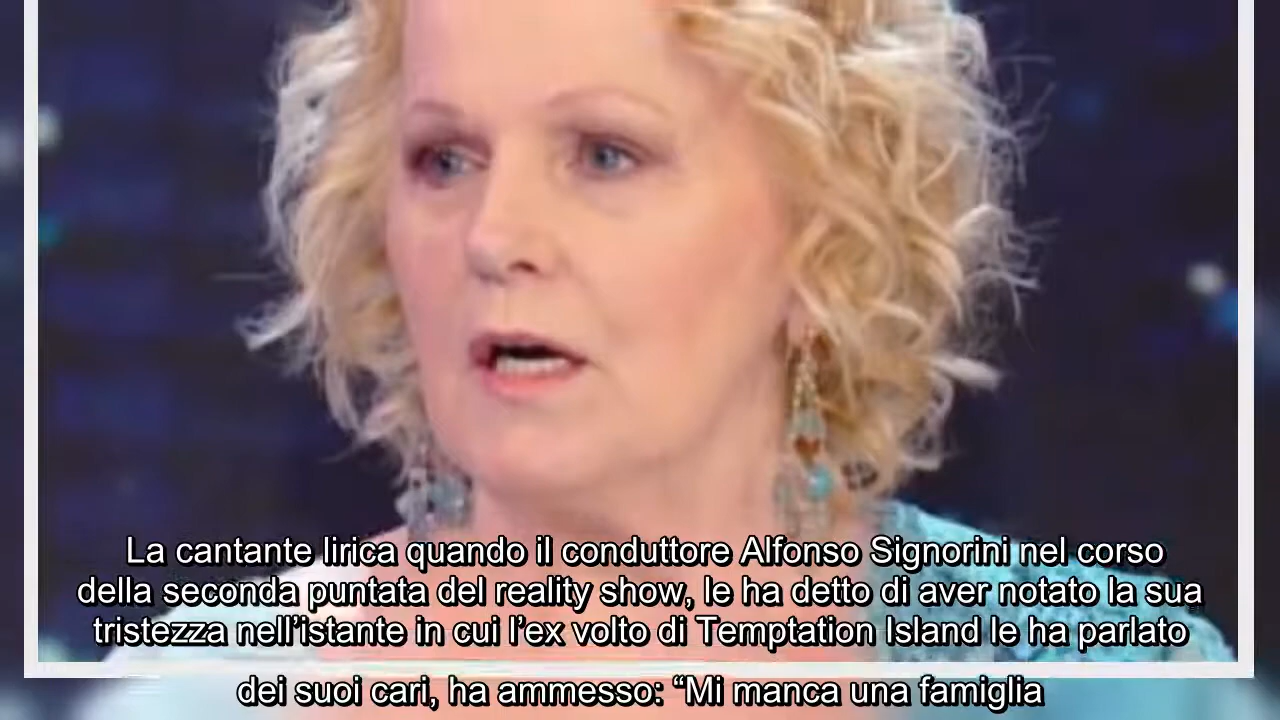 La cantante lirica quando il conduttore Alfonso Signorini nel corso
della seconda puntata del reality show, le ha detto di aver notato la sua
tristezza nell’istante in cui l’ex volto di Temptation Island le ha parlato
dei suoi cari, ha ammesso: “Mi manca una famiglia